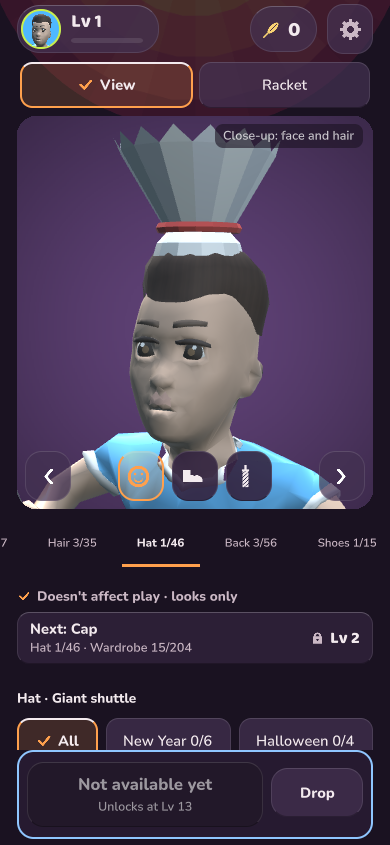 Lv 1
0
View
Racket
Close-up: face and hair
7
Hair 3/35
Hat 1/46
Back 3/56
Shoes 1/15
Doesn't affect play · looks only
Next: Cap
Hat 1/46 · Wardrobe 15/204
Lv 2
Hat · Giant shuttle
All
New Year 0/6
Halloween 0/4
Not available yet
Unlocks at Lv 13
Drop